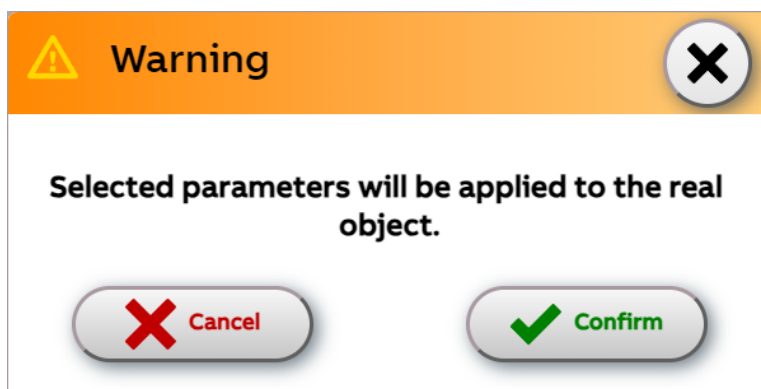 Warning
Selected parameters will be applied to the real
object.
Cancel
Confirm